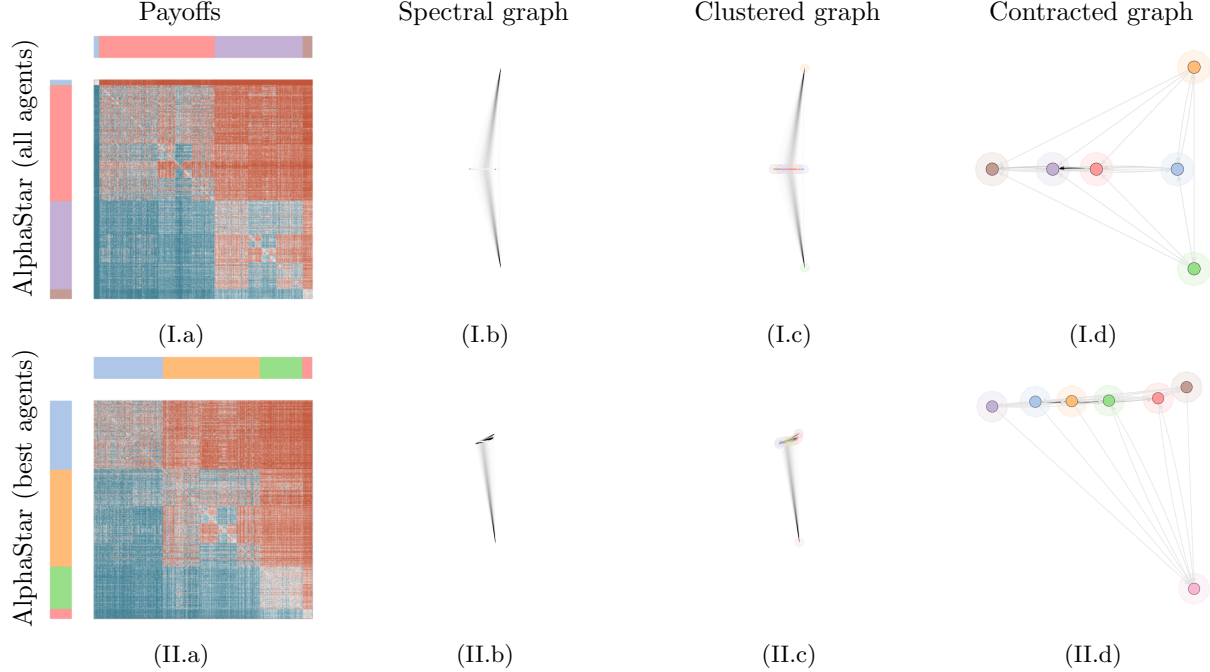 Payoffs
Spectral graph
Clustered graph
Contracted graph
AlphaStar (all agents)
(I.a)
(I.b)
(I.c)
(I.d)
AlphaStar (best agents)
(II.a)
(II.b)
(II.c)
(II.d)